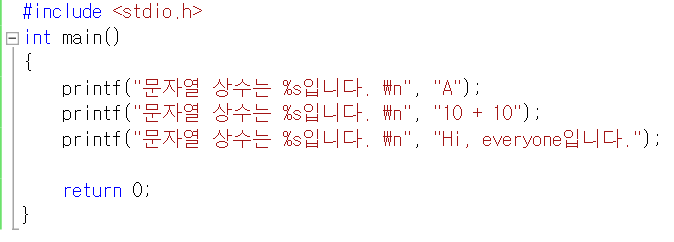 #include <stdio.h>
int main()
{
printf("문자열 상수는 %s입니다. ₩n", "A");
printf("문자열 상수는 %s입니다. ₩n", "10 + 10");
printf("문자열 상수는 %s입니다. ₩n", "Hi, everyone입니다.");
return 0;
}